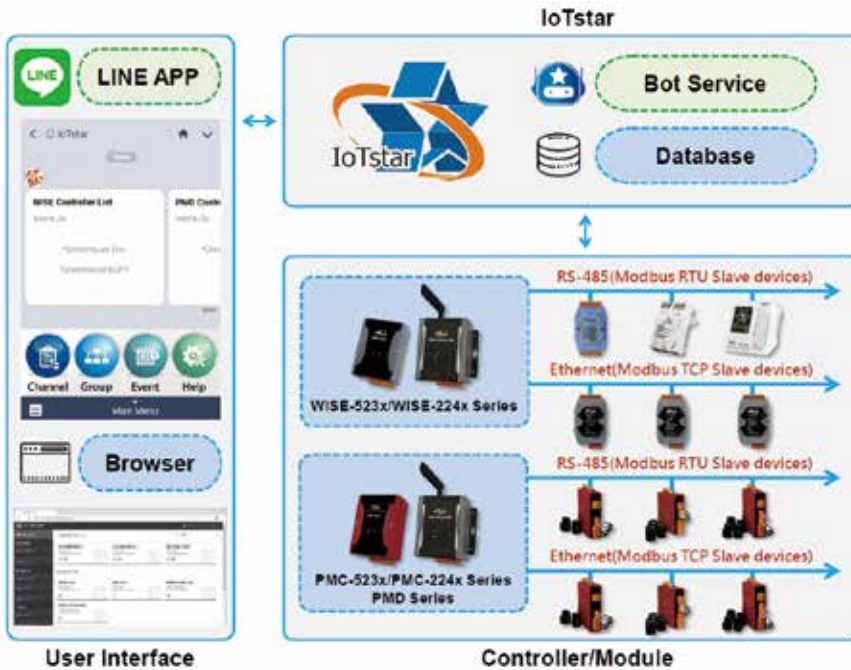 IoTstar
LINE
LINE APP
IoTstar
WISE Controller List
PMD Contr
Channel
Group
Event
Help
Main Menu
Browser
User Interface
IoTstar
Bot Service
Database
RS-485(Modbus RTU Slave devices)
Ethernet(Modbus TCP Slave devices)
WISE-523x/WISE-224x Series
RS-485(Modbus RTU Slave devices)
Ethernet(Modbus TCP Slave devices)
PMC-523x/PMC-224x Series
PMD Series
Controller/Module